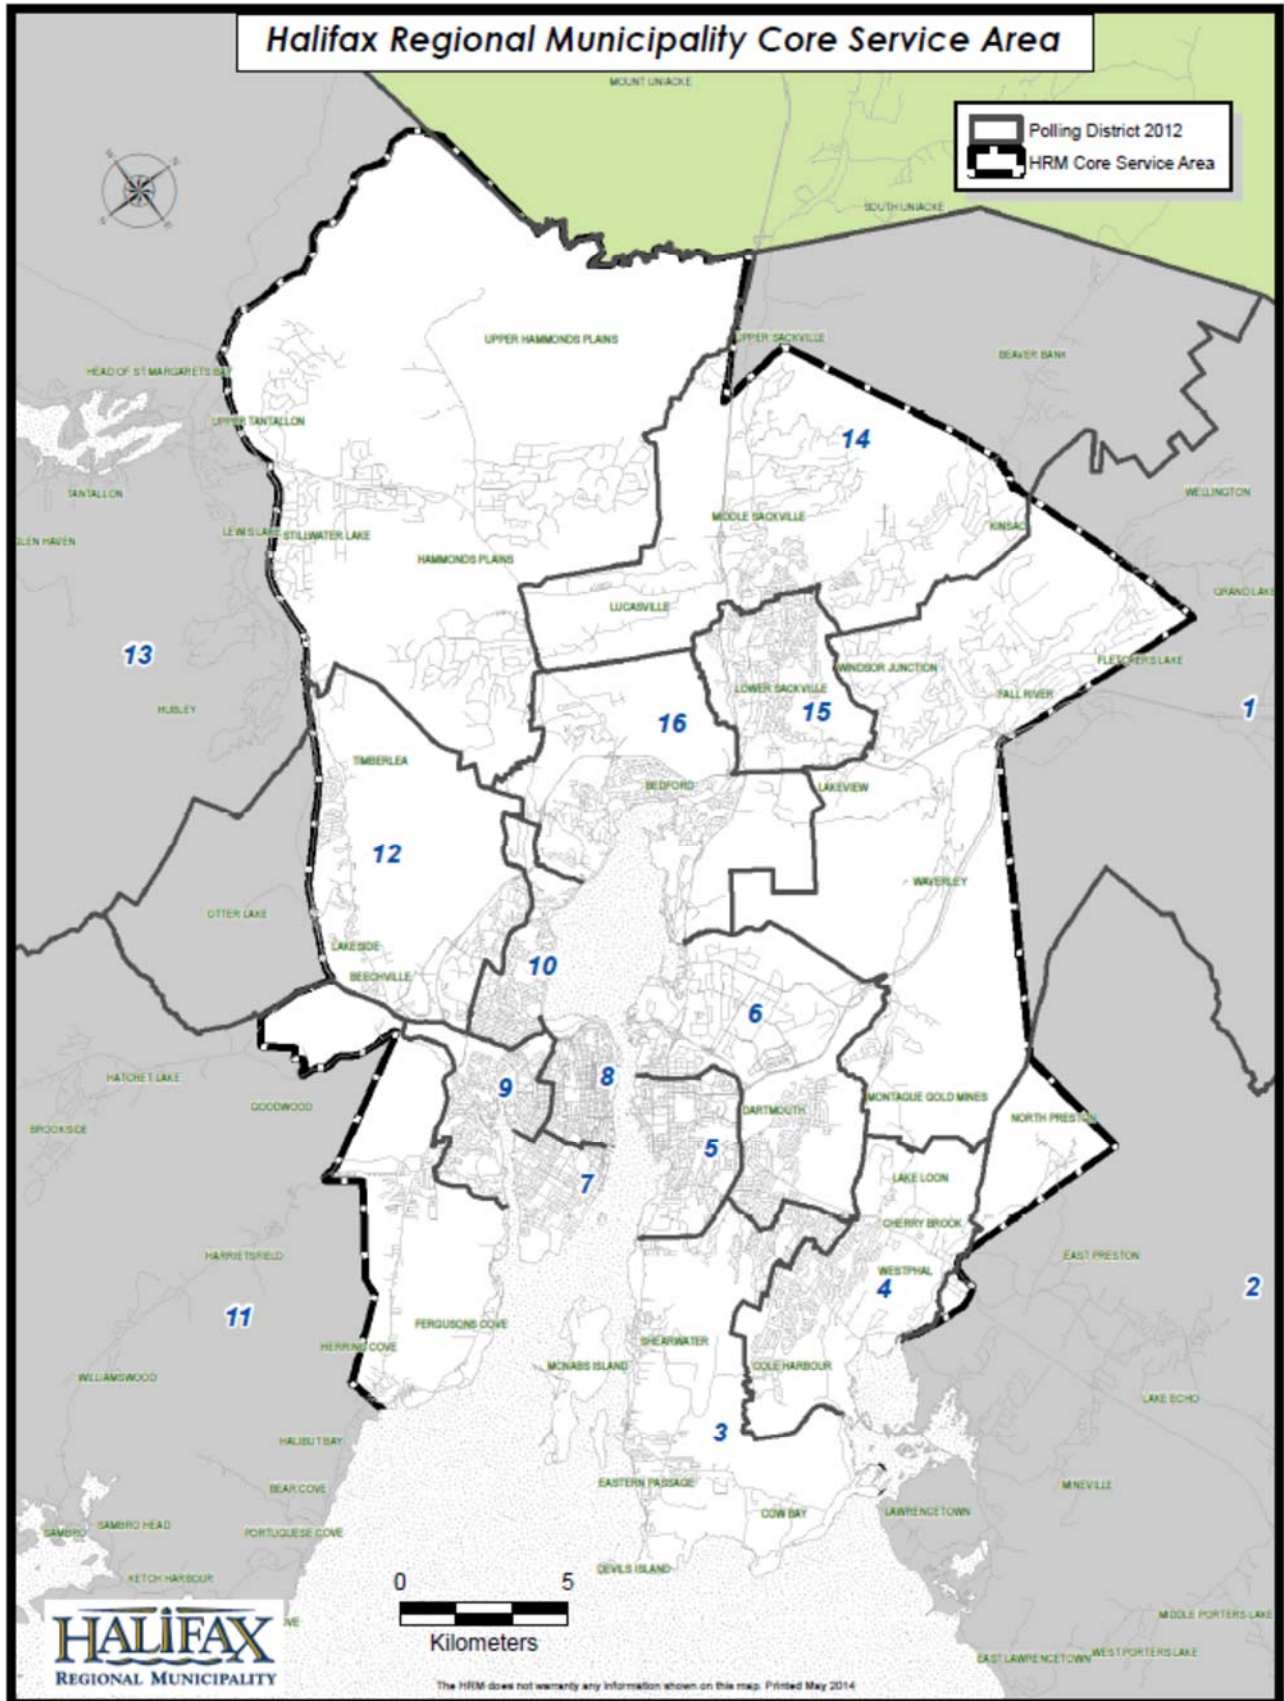 Halifax Regional Municipality Core Service Area
MOUNT UNIACKE
Polling District 2012
HRM Core Service Area
SOUTH UNIACKE
UPPER HAMMONDS PLAINS
UPPER SACKVILLE
BEAVER BANK
HEAD OF ST MARGARETS BAY
UPPER TANTALLON
14
TANTALLON
WELLINGTON
MIDDLE SACKVILLE
KINSAC
LEWIS LAKE
STILLWATER LAKE
GLEN HAVEN
HAMMONDS PLAINS
GRAND LAKE
LUCASVILLE
13
WINDSOR JUNCTION
FLETCHERS LAKE
LOWER SACKVILLE
FALL RIVER
HUBLEY
16
15
1
TIMBERLEA
BEDFORD
LAKEVIEW
12
WAVERLEY
OTTER LAKE
LAKESIDE
BEECHVILLE
10
6
HATCHET LAKE
9
8
GOODWOOD
MONTAGUE GOLD MINES
DARTMOUTH
NORTH PRESTON
BROOKSIDE
5
LAKE LOON
7
CHERRY BROOK
HARRIETSFIELD
EAST PRESTON
WESTPHAL
4
2
11
FERGUSONS COVE
HERRING COVE
SHEARWATER
MCNABS ISLAND
COLE HARBOUR
WILLIAMSWOOD
LAKE ECHO
3
HALIBUT BAY
EASTERN PASSAGE
BEAR COVE
MINEVILLE
COW BAY
LAWRENCETOWN
SAMBRO
SAMBRO HEAD
PORTUGUESE COVE
DEVILS ISLAND
KETCH HARBOUR
0 5
Kilometers
MIDDLE PORTERS LAKE
HALIFAX
REGIONAL MUNICIPALITY
EAST LAWRENCETOWN
WEST PORTERS LAKE
The HRM does not warranty any information shown on this map. Printed May 2014